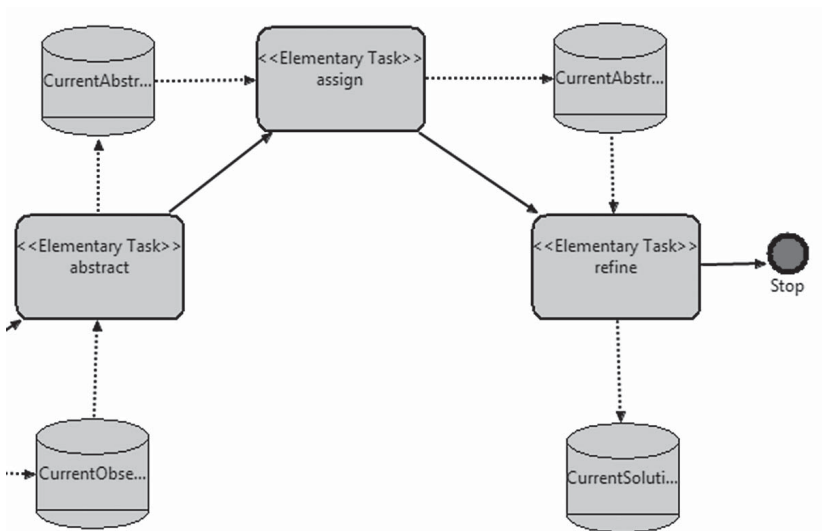 CurrentAbstr...
<<Elementary Task>>
assign
CurrentAbstr...
<<Elementary Task>>
abstract
<<Elementary Task>>
refine
Stop
CurrentObse...
CurrentSoluti...